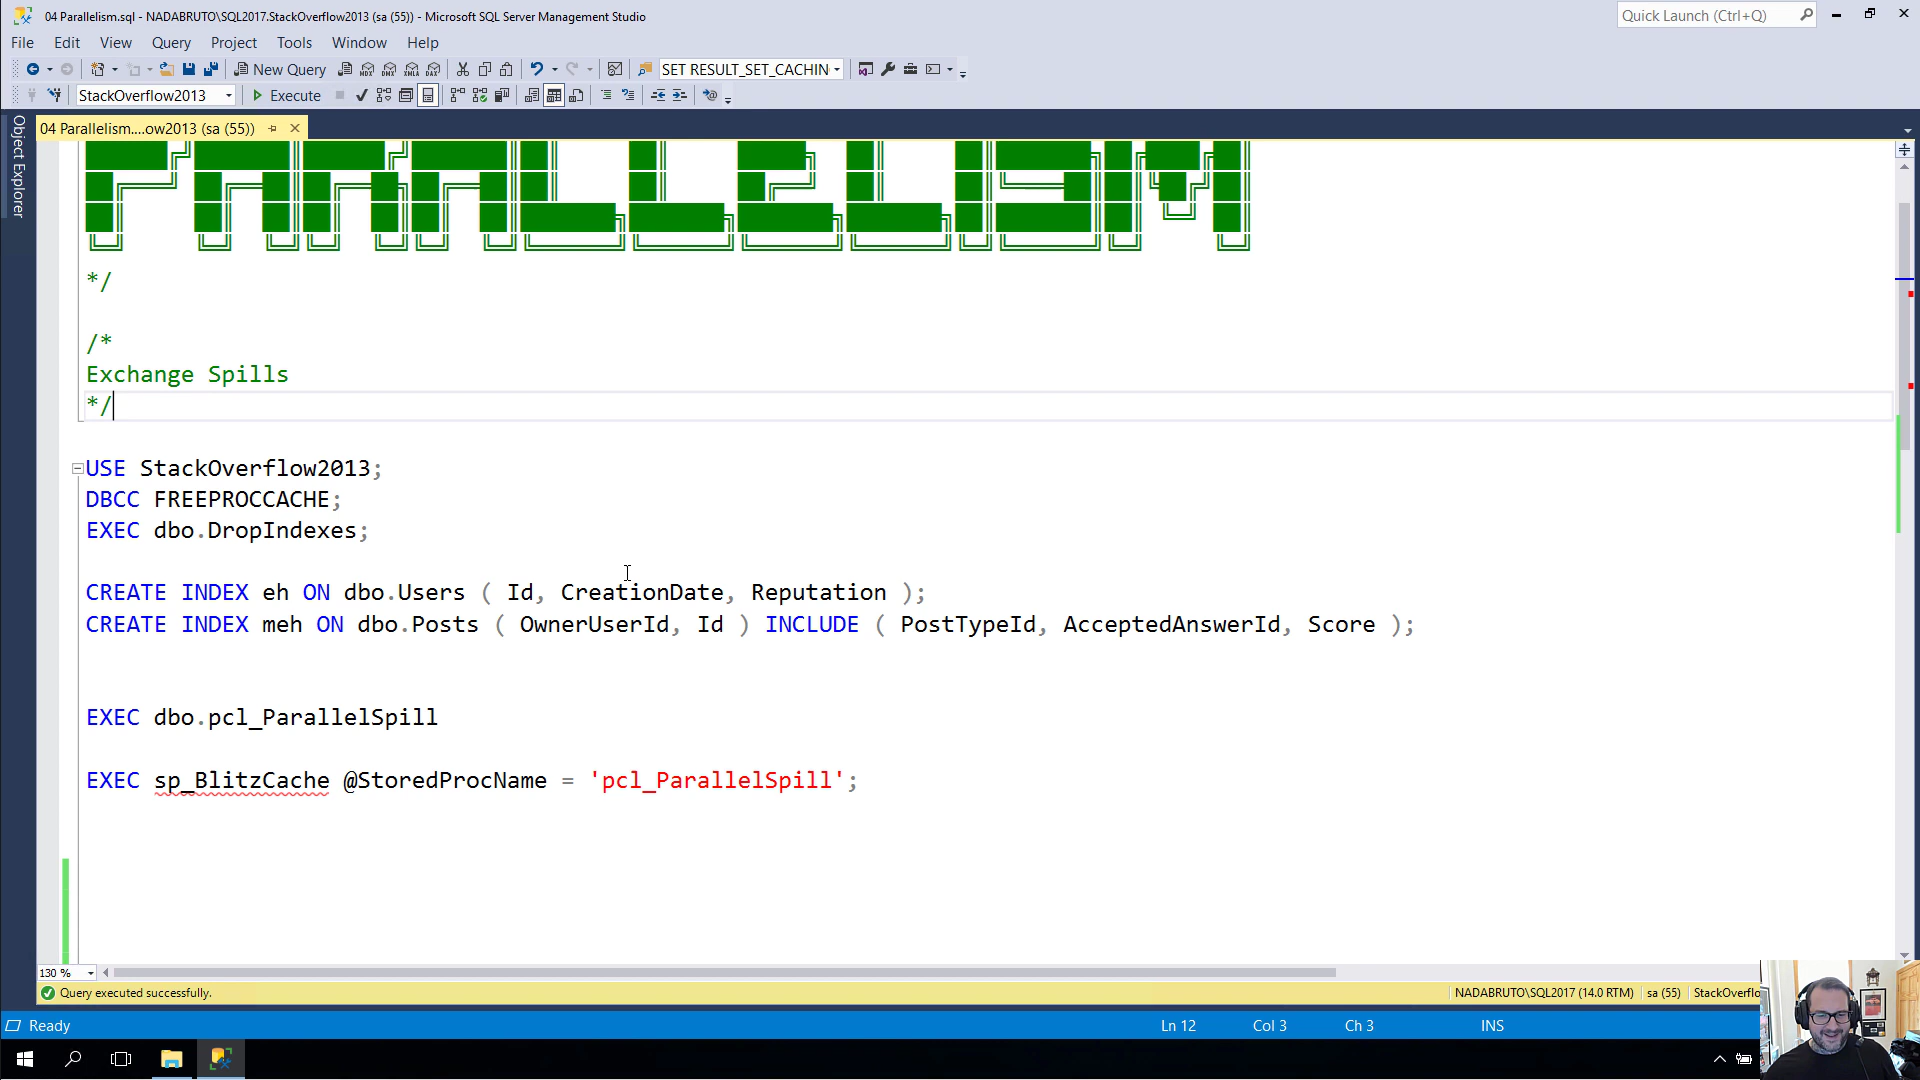 04 Parallelism.sql - NADABRUTO\SQL2017.StackOverflow2013 (sa (55)) - Microsoft SQL Server Management Studio
Quick Launch (Ctrl+Q)
File Edit View Query Project Tools Window Help
New Query
SET RESULT_SET_CACHIN
StackOverflow2013
Execute
Object Explorer
04 Parallelism....ow2013 (sa (55))
PARALLELISM
*/
/*
Exchange Spills
*/
USE StackOverflow2013;
DBCC FREEPROCCACHE;
EXEC dbo.DropIndexes;
CREATE INDEX eh ON dbo.Users ( Id, CreationDate, Reputation );
CREATE INDEX meh ON dbo.Posts ( OwnerUserId, Id ) INCLUDE ( PostTypeId, AcceptedAnswerId, Score );
EXEC dbo.pcl_ParallelSpill
EXEC sp_BlitzCache @StoredProcName = 'pcl_ParallelSpill';
130 %
Query executed successfully.
NADABRUTO\SQL2017 (14.0 RTM) sa (55) StackOverflo
Ready
Ln 12 Col 3 Ch 3 INS